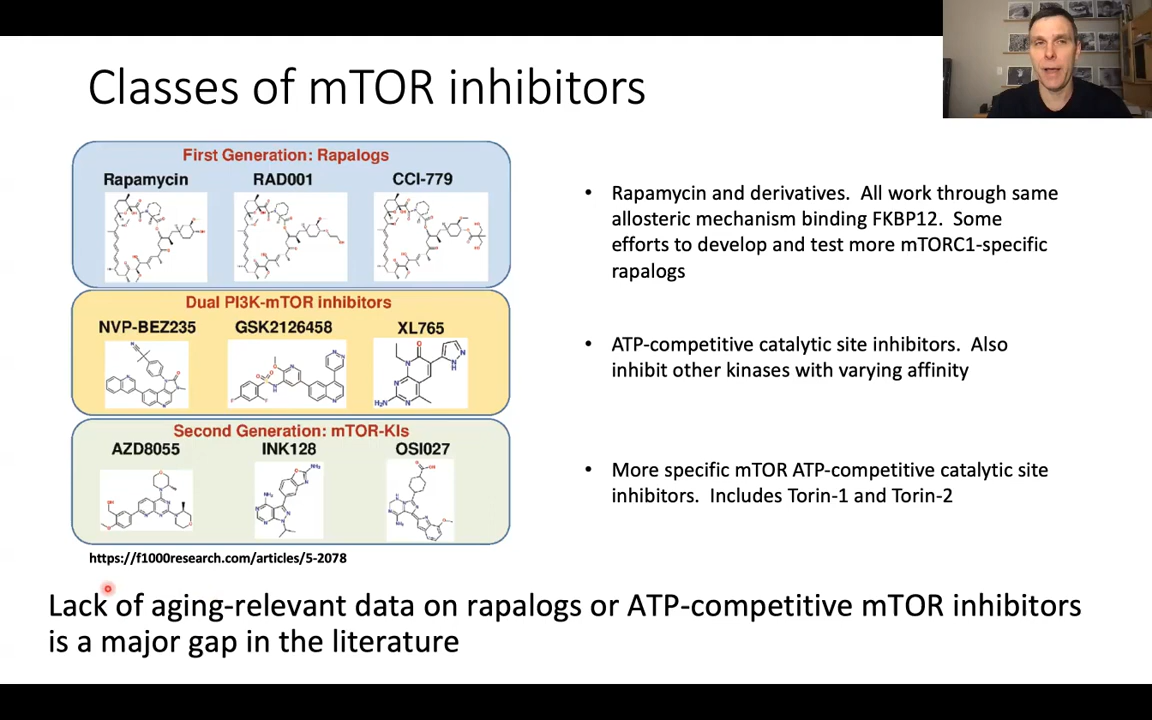 Classes of mTOR inhibitors
First Generation: Rapalogs
Rapamycin RAD001 CCI-779
Dual PI3K-mTOR inhibitors
NVP-BEZ235 GSK2126458 XL765
Second Generation: mTOR-KIs
AZD8055 INK128 OSI027
https://f1000research.com/articles/5-2078
• Rapamycin and derivatives. All work through same
allosteric mechanism binding FKBP12. Some
efforts to develop and test more mTORC1-specific
rapalogs
• ATP-competitive catalytic site inhibitors. Also
inhibit other kinases with varying affinity
• More specific mTOR ATP-competitive catalytic site
inhibitors. Includes Torin-1 and Torin-2
Lack of aging-relevant data on rapalogs or ATP-competitive mTOR inhibitors
is a major gap in the literature